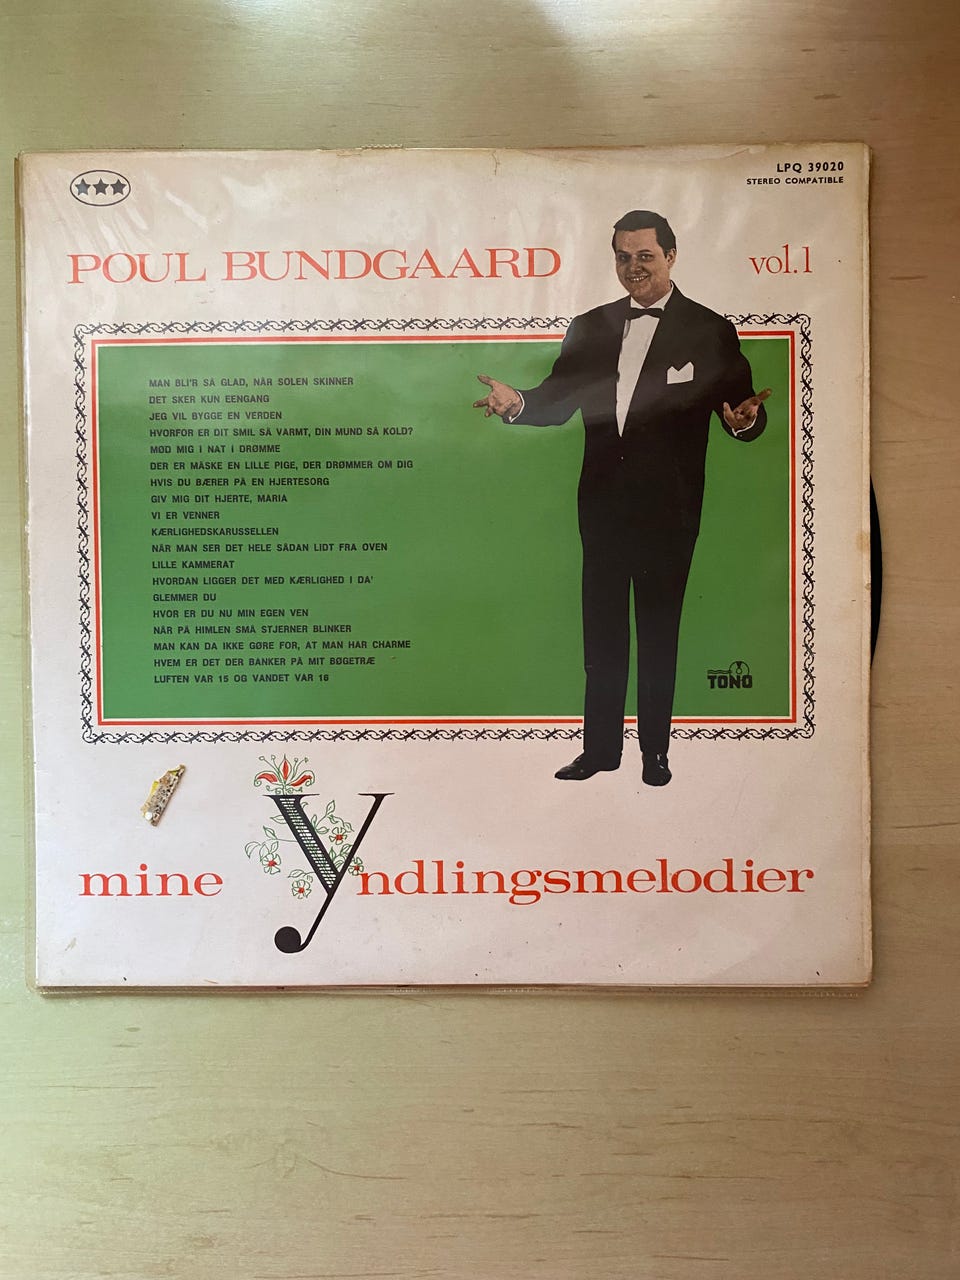 LPQ 39020
STEREO COMPATIBLE
POUL BUNDGAARD
vol.1
MAN BLI'R SÅ GLAD, NÅR SOLEN SKINNER
DET SKER KUN EENGANG
JEG VIL BYGGE EN VERDEN
HVORFOR ER DIT SMIL SÅ VARMT, DIN MUND SÅ KOLD?
MØD MIG I NAT I DRØMME
DER ER MÅSKE EN LILLE PIGE, DER DRØMMER OM DIG
HVIS DU BÆRER PÅ EN HJERTESORG
GIV MIG DIT HJERTE, MARIA
VI ER VENNER
KÆRLIGHEDSKARUSSELLEN
NÅR MAN SER DET HELE SÅDAN LIDT FRA OVEN
LILLE KAMMERAT
HVORDAN LIGGER DET MED KÆRLIGHED I DA'
GLEMMER DU
HVOR ER DU NU MIN EGEN VEN
NÅR PÅ HIMLEN SMÅ STJERNER BLINKER
MAN KAN DA IKKE GØRE FOR, AT MAN HAR CHARME
HVEM ER DET DER BANKER PÅ MIT BØGETRÆ
LUFTEN VAR 15 OG VANDET VAR 16
TONO
mine yndlingsmelodier